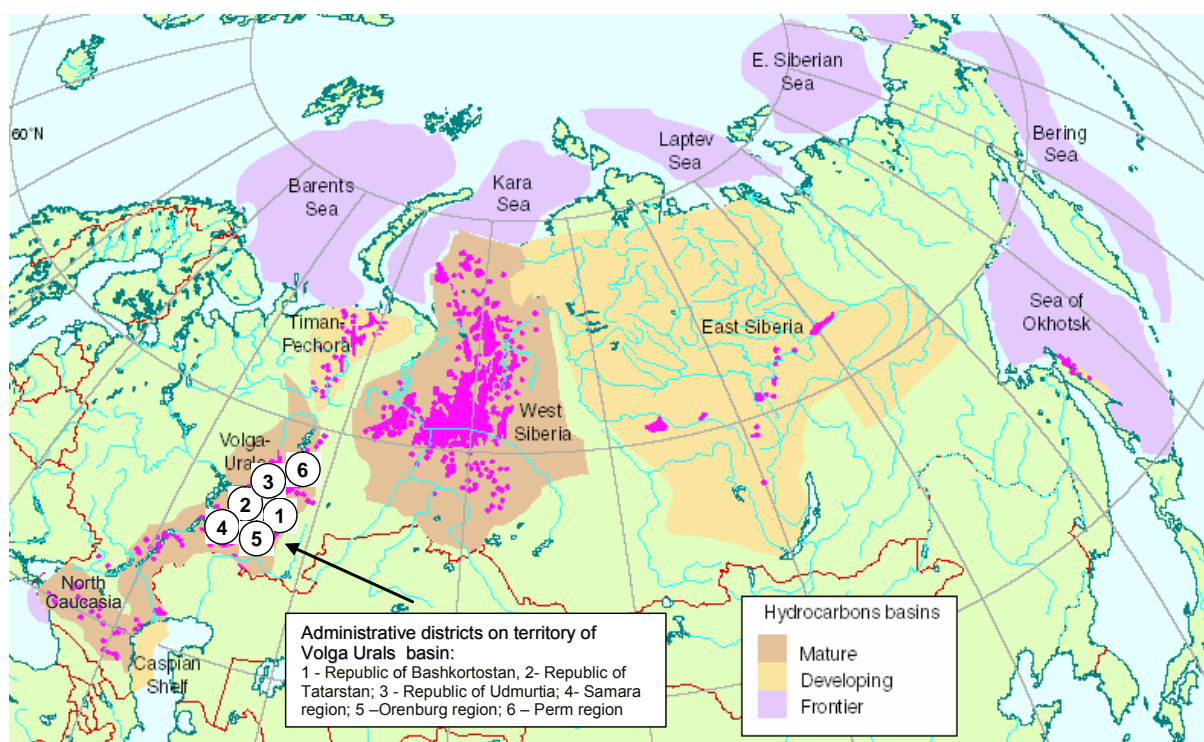 E. Siberian
Sea
60°N
Laptev
Sea
Bering
Sea
Barents
Sea
Kara
Sea
Timan-
Pechora
East Siberia
Sea of
Okhotsk
West
Siberia
Volga-
Urals
6
3
2
1
4
5
North
Caucasia
Caspian
Shelf
Administrative districts on territory of
Volga Urals basin:
1 - Republic of Bashkortostan, 2- Republic of
Tatarstan; 3 - Republic of Udmurtia; 4- Samara
region; 5 –Orenburg region; 6 – Perm region
Hydrocarbons basins
Mature
Developing
Frontier